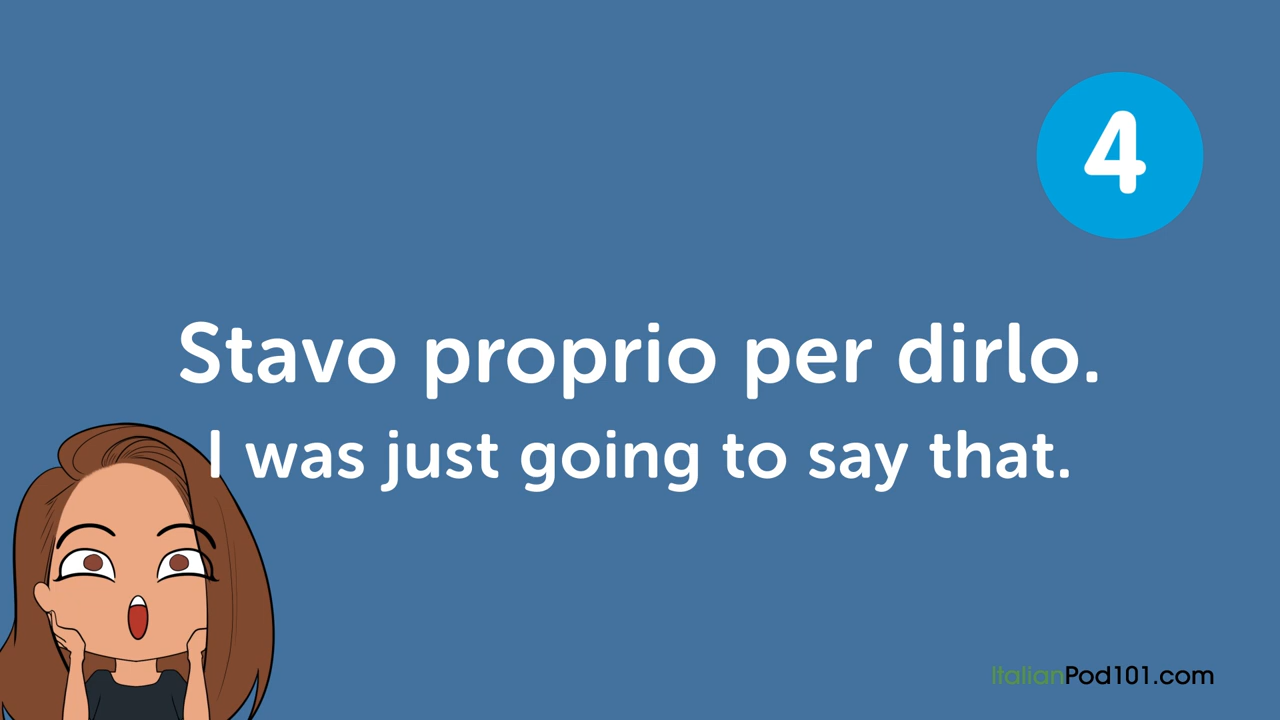 4
Stavo proprio per dirlo.
I was just going to say that.
ItalianPod101.com